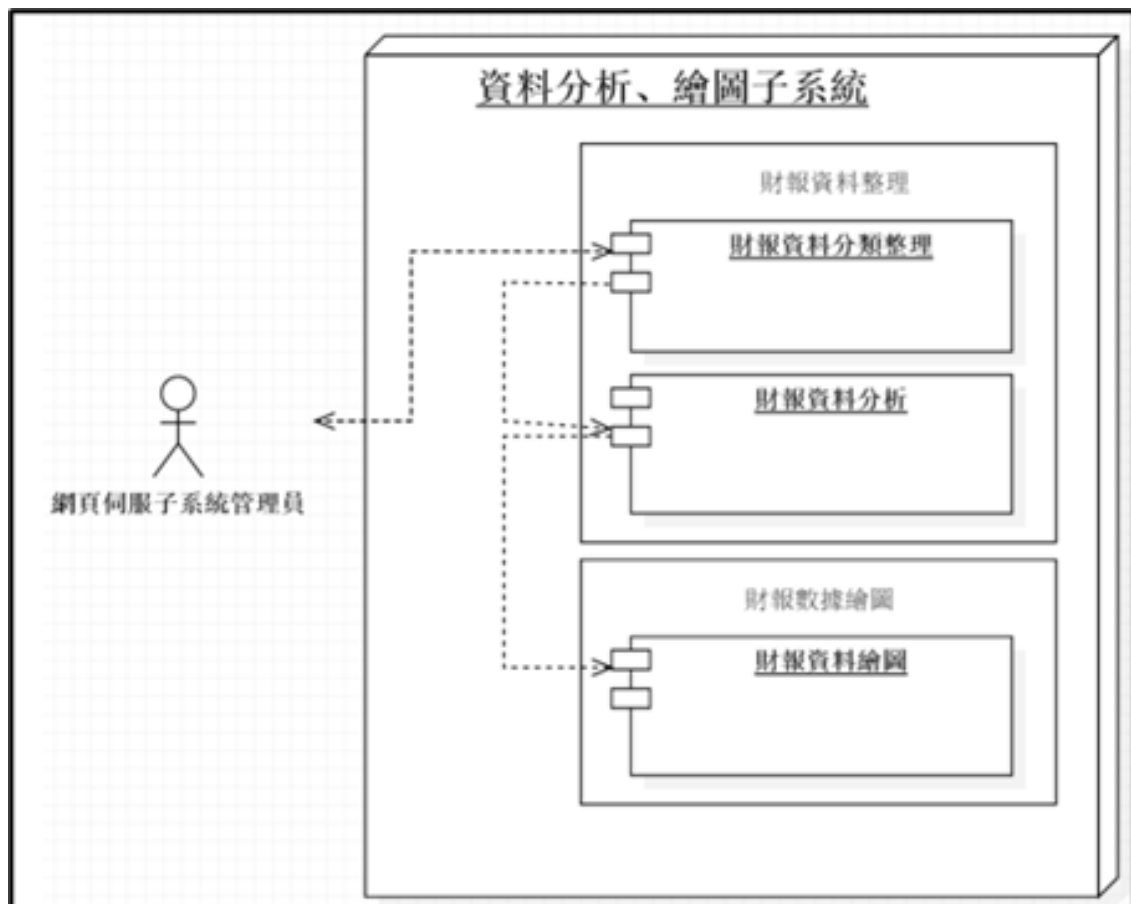 資料分析、繪圖子系統
財報資料整理
財報資料分類整理
財報資料分析
網頁伺服子系統管理員
財報數據繪圖
財報資料繪圖